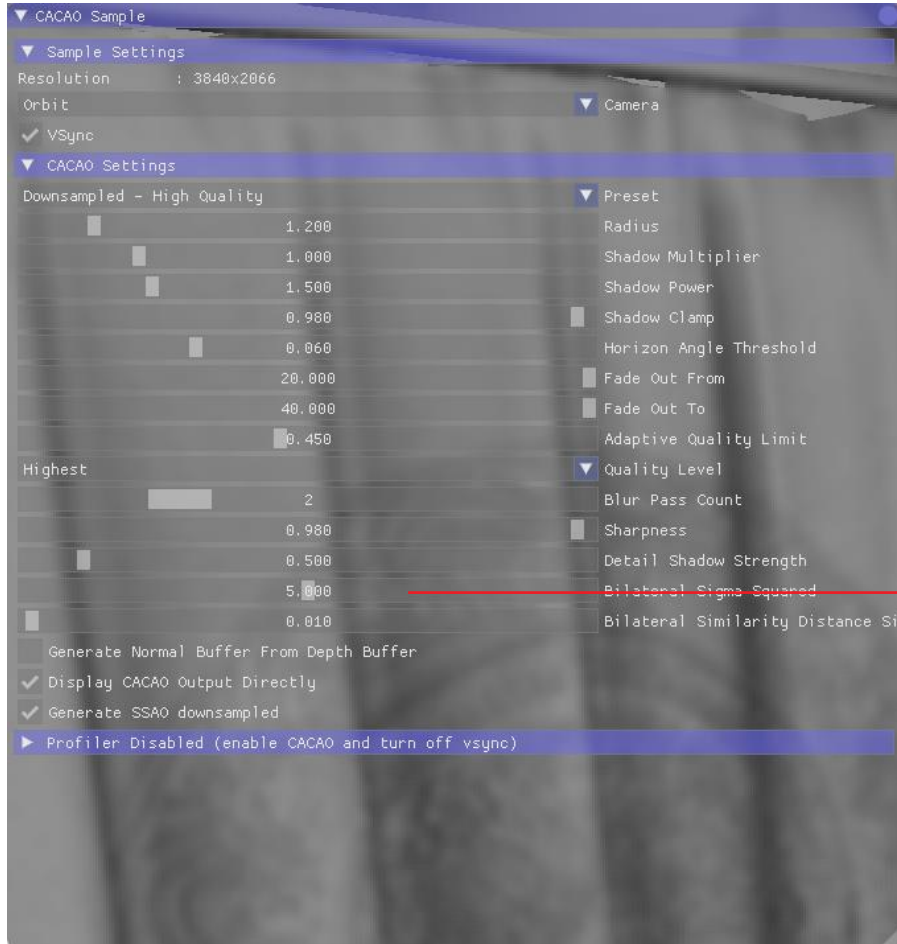 CACAO Sample
Sample Settings
Resolution : 3840x2066
Orbit Camera
VSync
CACAO Settings
Downsampled - High Quality Preset
1.200 Radius
1.000 Shadow Multiplier
1.500 Shadow Power
0.980 Shadow Clamp
0.060 Horizon Angle Threshold
20.000 Fade Out From
40.000 Fade Out To
0.450 Adaptive Quality Limit
Highest Quality Level
2 Blur Pass Count
0.980 Sharpness
0.500 Detail Shadow Strength
5.000 Bilateral Sigma Squared
0.010 Bilateral Similarity Distance Si
Generate Normal Buffer From Depth Buffer
Display CACAO Output Directly
Generate SSAO downsampled
Profiler Disabled (enable CACAO and turn off vsync)